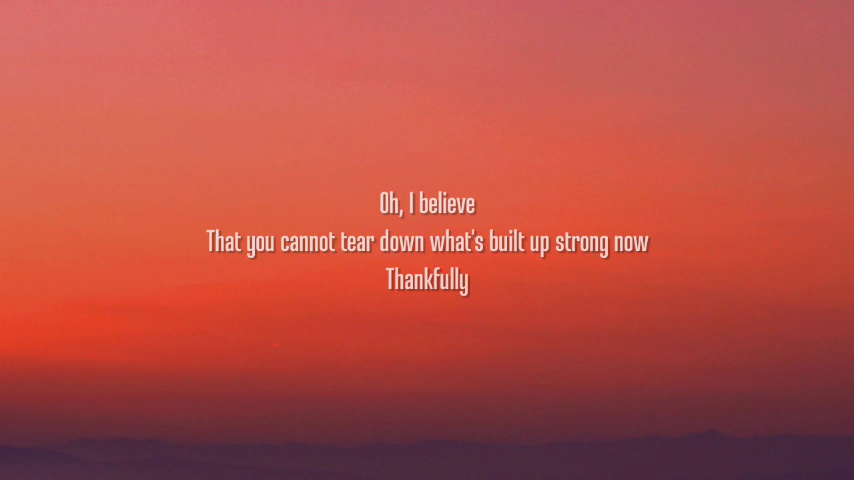 Oh, I believe
That you cannot tear down what's built up strong now
Thankfully